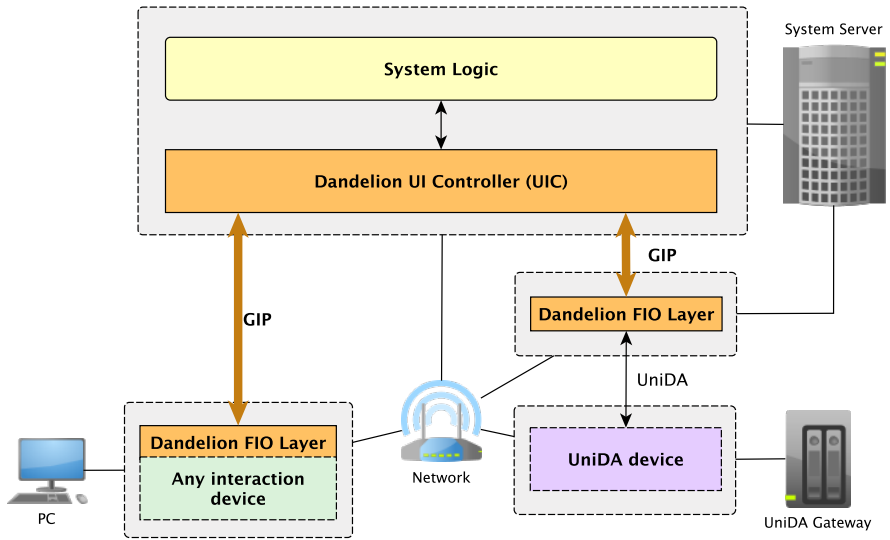 System Server
System Logic
Dandelion UI Controller (UIC)
GIP
GIP
Dandelion FIO Layer
UniDA
Dandelion FIO Layer
Any interaction
device
UniDA device
Network
PC
UniDA Gateway